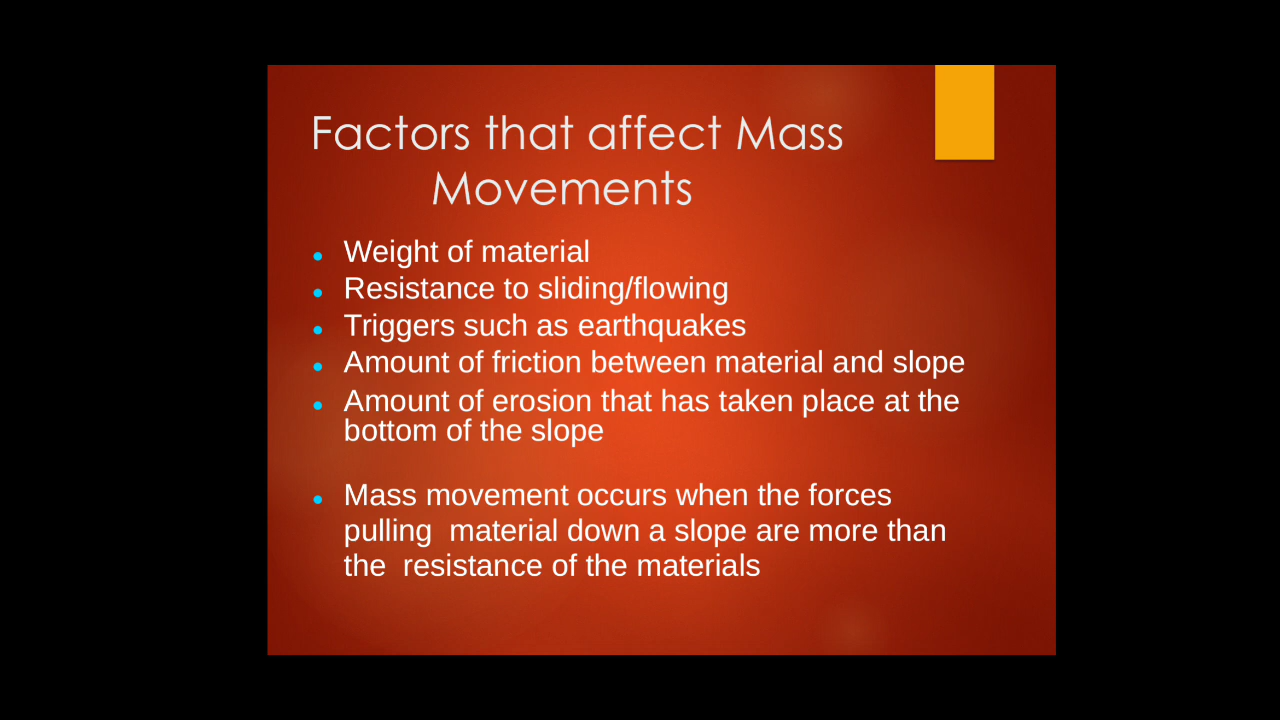 Factors that affect Mass
Movements
● Weight of material
● Resistance to sliding/flowing
● Triggers such as earthquakes
● Amount of friction between material and slope
● Amount of erosion that has taken place at the
bottom of the slope
● Mass movement occurs when the forces
pulling  material down a slope are more than
the  resistance of the materials